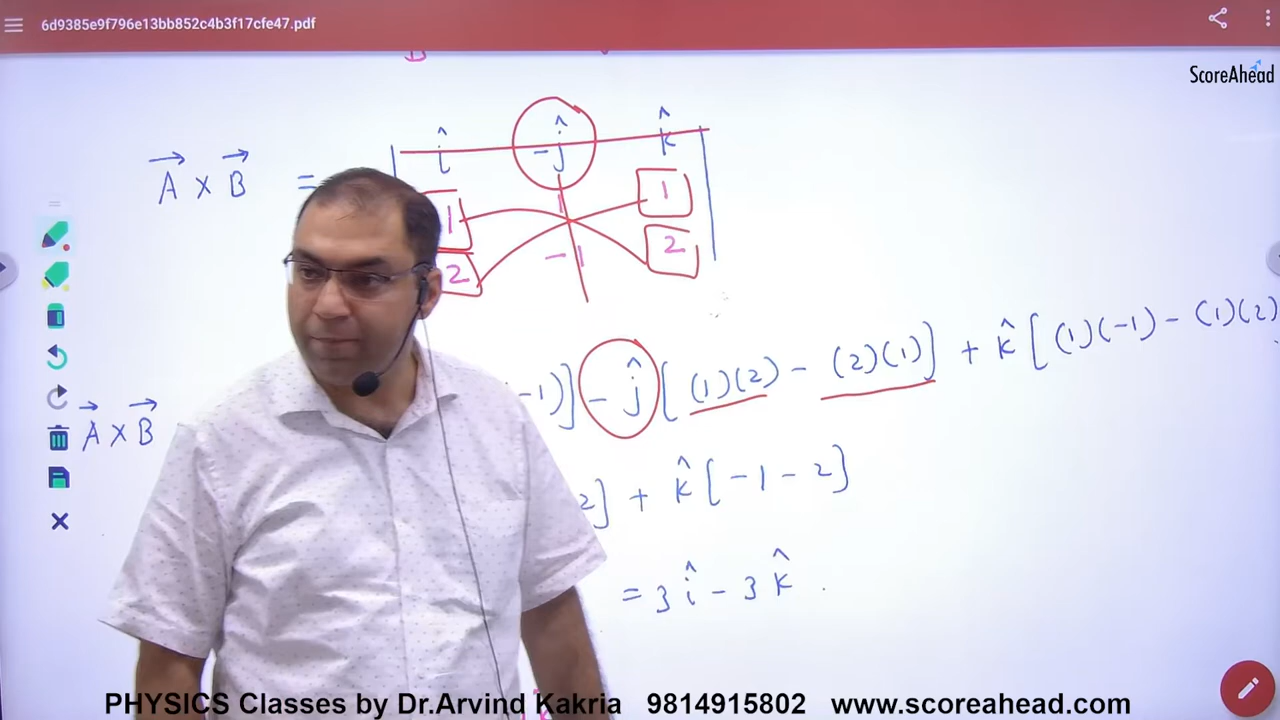 6d9385e9f796e13bb852c4b3f17cfe47.pdf
ScoreAhead
B
A × B =
î -ĵ k̂
1 1 1
2 -1 2
-1)] - ĵ [(1)(2) - (2)(1)] + k̂ [(1)(-1) - (1)(2)
A × B
2] + k̂ [-1 - 2]
= 3î - 3k̂ .
PHYSICS Classes by Dr.Arvind Kakria 9814915802 www.scoreahead.com